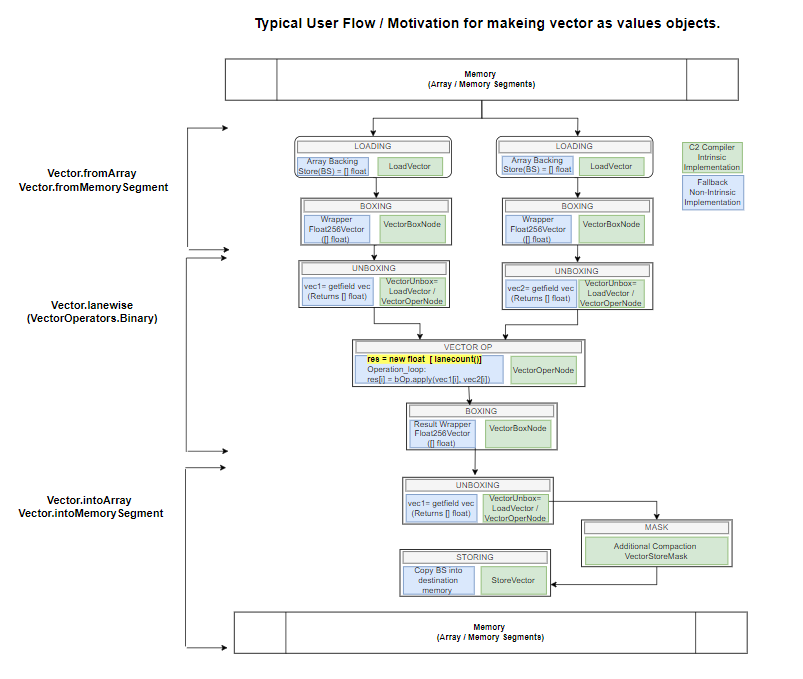 Typical User Flow / Motivation for makeing vector as values objects.
Memory
(Array / Memory Segments)
LOADING
Array Backing
Store(BS) = [] float
LoadVector
LOADING
Array Backing
Store(BS) = [] float
LoadVector
C2 Compiler
Intrinsic
Implementation
Fallback
Non-Intrinsic
Implementation
Vector.fromArray
Vector.fromMemorySegment
BOXING
Wrapper
Float256Vector
([] float)
VectorBoxNode
BOXING
Wrapper
Float256Vector
([] float)
VectorBoxNode
UNBOXING
vec1= getfield vec
(Returns [] float)
VectorUnbox=
LoadVector /
VectorOperNode
UNBOXING
vec2= getfield vec
(Returns [] float)
VectorUnbox=
LoadVector /
VectorOperNode
Vector.lanewise
(VectorOperators.Binary)
VECTOR OP
res = new float [ lanecount()]
Operation_loop:
res[i] = bOp.apply(vec1[i], vec2[i])
VectorOperNode
BOXING
Result Wrapper
Float256Vector
([] float)
VectorBoxNode
Vector.intoArray
Vector.intoMemorySegment
UNBOXING
vec1= getfield vec
(Returns [] float)
VectorUnbox=
LoadVector /
VectorOperNode
MASK
Additional Compaction
VectorStoreMask
STORING
Copy BS into
destination
memory
StoreVector
Memory
(Array / Memory Segments)